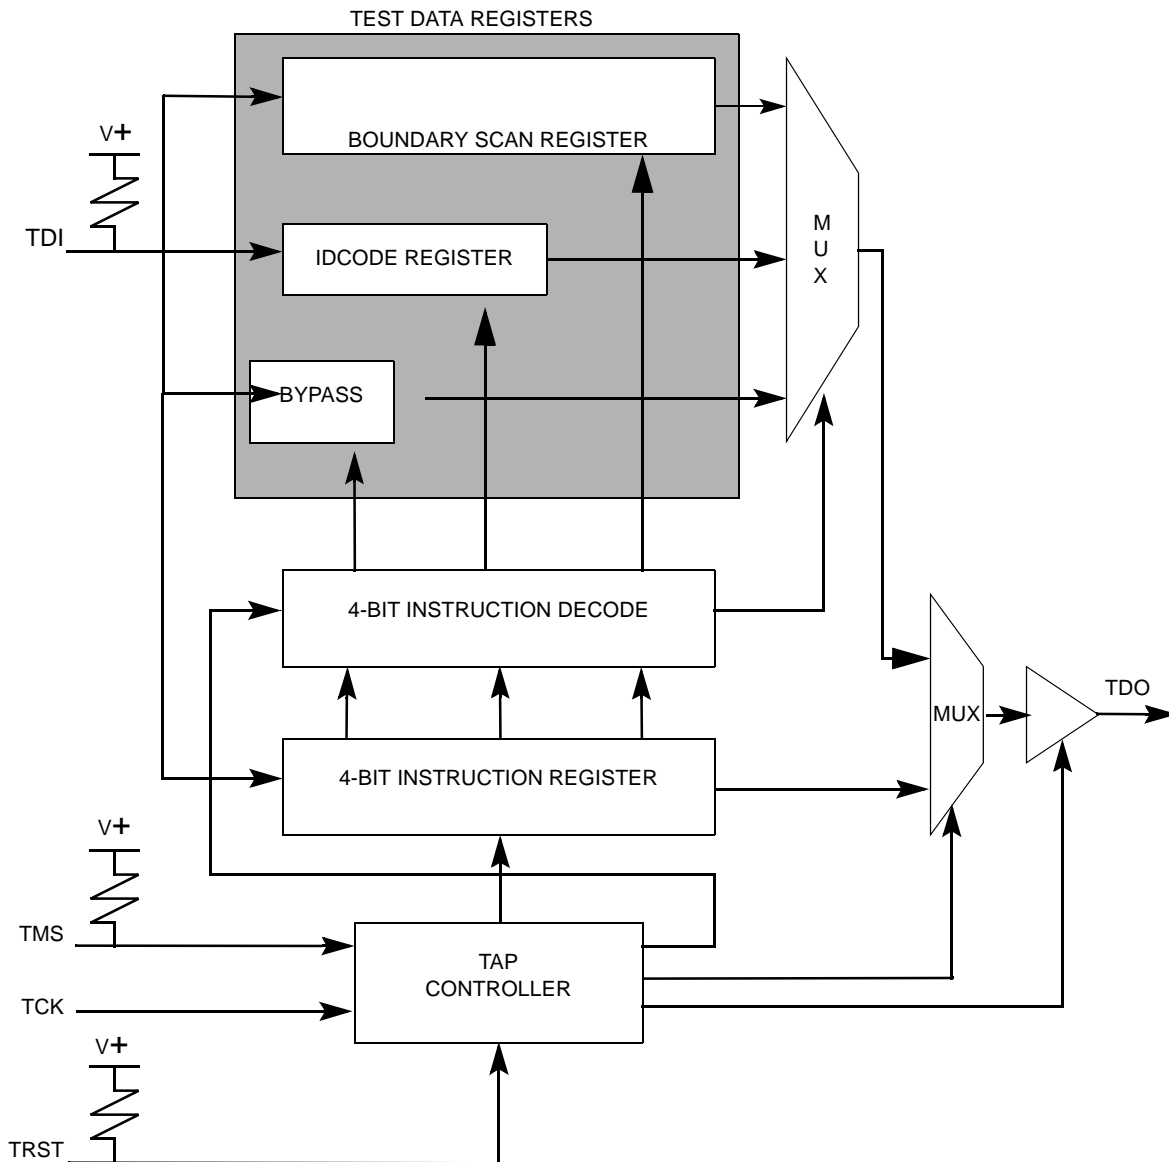 TEST DATA REGISTERS
V+
BOUNDARY SCAN REGISTER
TDI
IDCODE REGISTER
M
U
X
BYPASS
4-BIT INSTRUCTION DECODE
TDO
MUX
4-BIT INSTRUCTION REGISTER
V+
TMS
TAP
CONTROLLER
TCK
V+
TRST